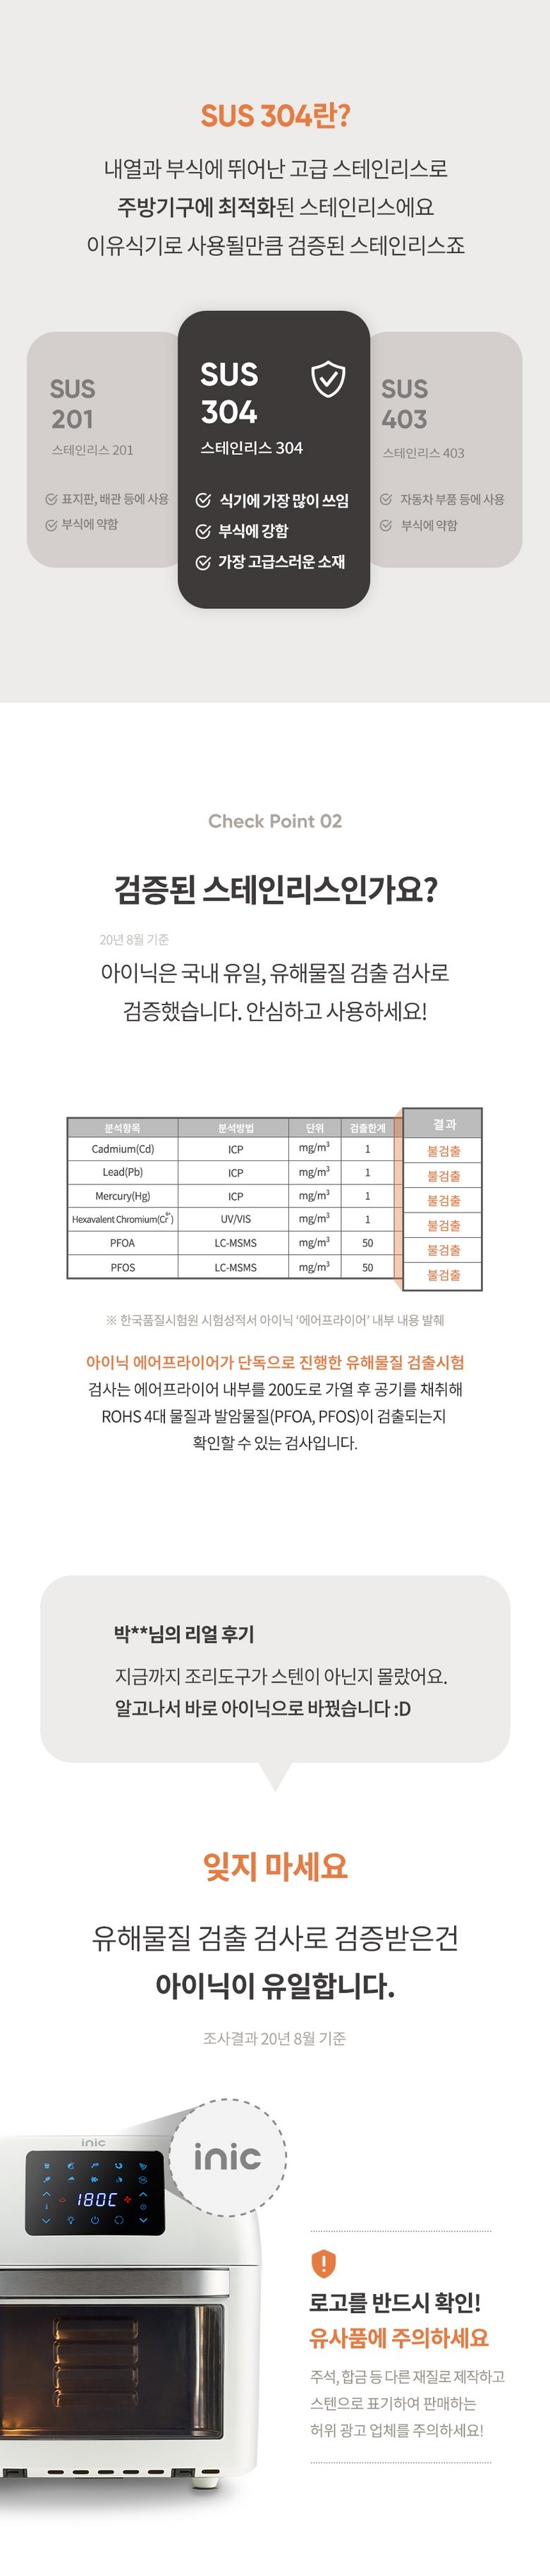 SUS 304란?
내열과 부식에 뛰어난 고급 스테인리스로
주방기구에 최적화된 스테인리스에요
이유식기로 사용될만큼 검증된 스테인리스죠
SUS
201
스테인리스 201
표지판, 배관 등에 사용
부식에 약함
SUS
304
스테인리스 304
식기에 가장 많이 쓰임
부식에 강함
가장 고급스러운 소재
SUS
403
스테인리스 403
자동차 부품 등에 사용
부식에 약함
Check Point 02
검증된 스테인리스인가요?
20년 8월 기준
아이닉은 국내 유일, 유해물질 검출 검사로
검증했습니다. 안심하고 사용하세요!
분석항목 분석방법 단위 검출한계 결과
Cadmium(Cd) ICP mg/m³ 1 불검출
Lead(Pb) ICP mg/m³ 1 불검출
Mercury(Hg) ICP mg/m³ 1 불검출
Hexavalent Chromium(Cr⁶⁺) UV/VIS mg/m³ 1 불검출
PFOA LC-MSMS mg/m³ 50 불검출
PFOS LC-MSMS mg/m³ 50 불검출
※ 한국품질시험원 시험성적서 아이닉 ‘에어프라이어’ 내부 내용 발췌
아이닉 에어프라이어가 단독으로 진행한 유해물질 검출시험
검사는 에어프라이어 내부를 200도로 가열 후 공기를 채취해
ROHS 4대 물질과 발암물질(PFOA, PFOS)이 검출되는지
확인할 수 있는 검사입니다.
박**님의 리얼 후기
지금까지 조리도구가 스텐이 아닌지 몰랐어요.
알고나서 바로 아이닉으로 바꿨습니다 :D
잊지 마세요
유해물질 검출 검사로 검증받은건
아이닉이 유일합니다.
조사결과 20년 8월 기준
inic
inic
180C
로고를 반드시 확인!
유사품에 주의하세요
주석, 합금 등 다른 재질로 제작하고
스텐으로 표기하여 판매하는
허위 광고 업체를 주의하세요!